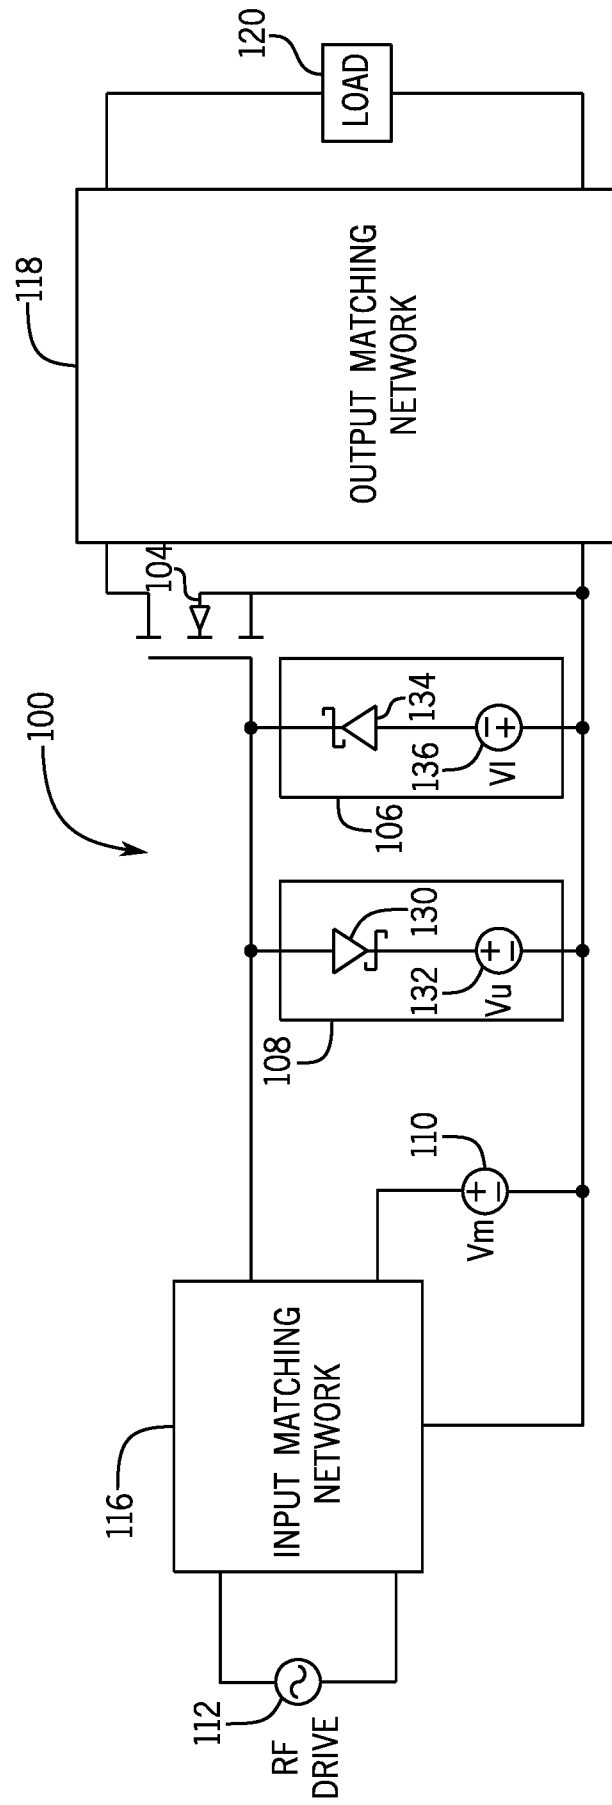 100
118
120
LOAD
OUTPUT MATCHING
NETWORK
104
134
136
Vl
106
130
132
Vu
108
110
Vm
INPUT MATCHING
NETWORK
116
112
RF
DRIVE